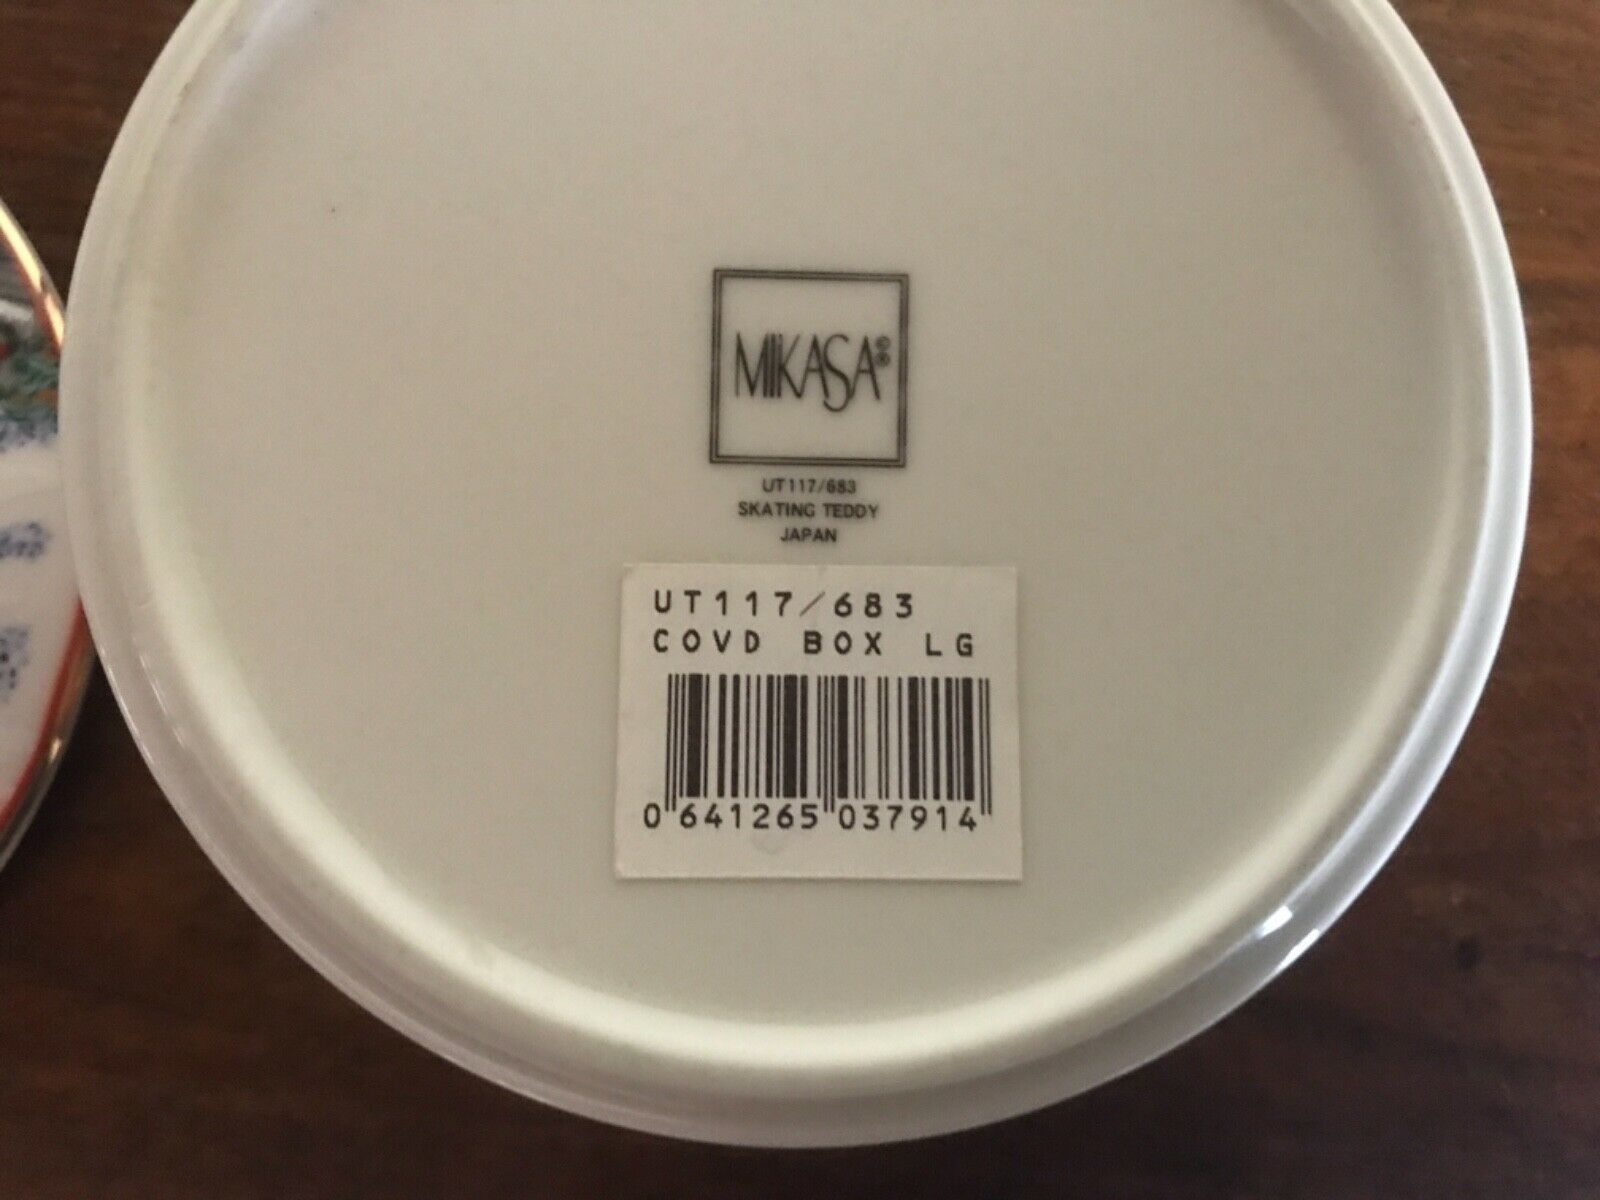 MIKASA©®
UT117/683
SKATING TEDDY
JAPAN
UT117/683
COVD BOX LG
0 641265 037914